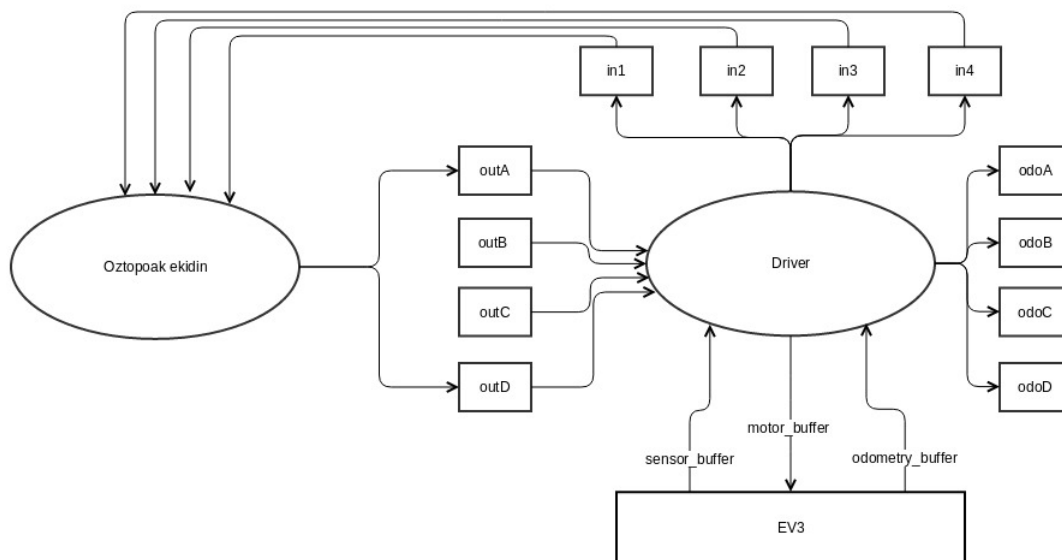 in1
in2
in3
in4
outA
outB
outC
outD
Oztopoak ekidin
Driver
odoA
odoB
odoC
odoD
motor_buffer
sensor_buffer
odometry_buffer
EV3